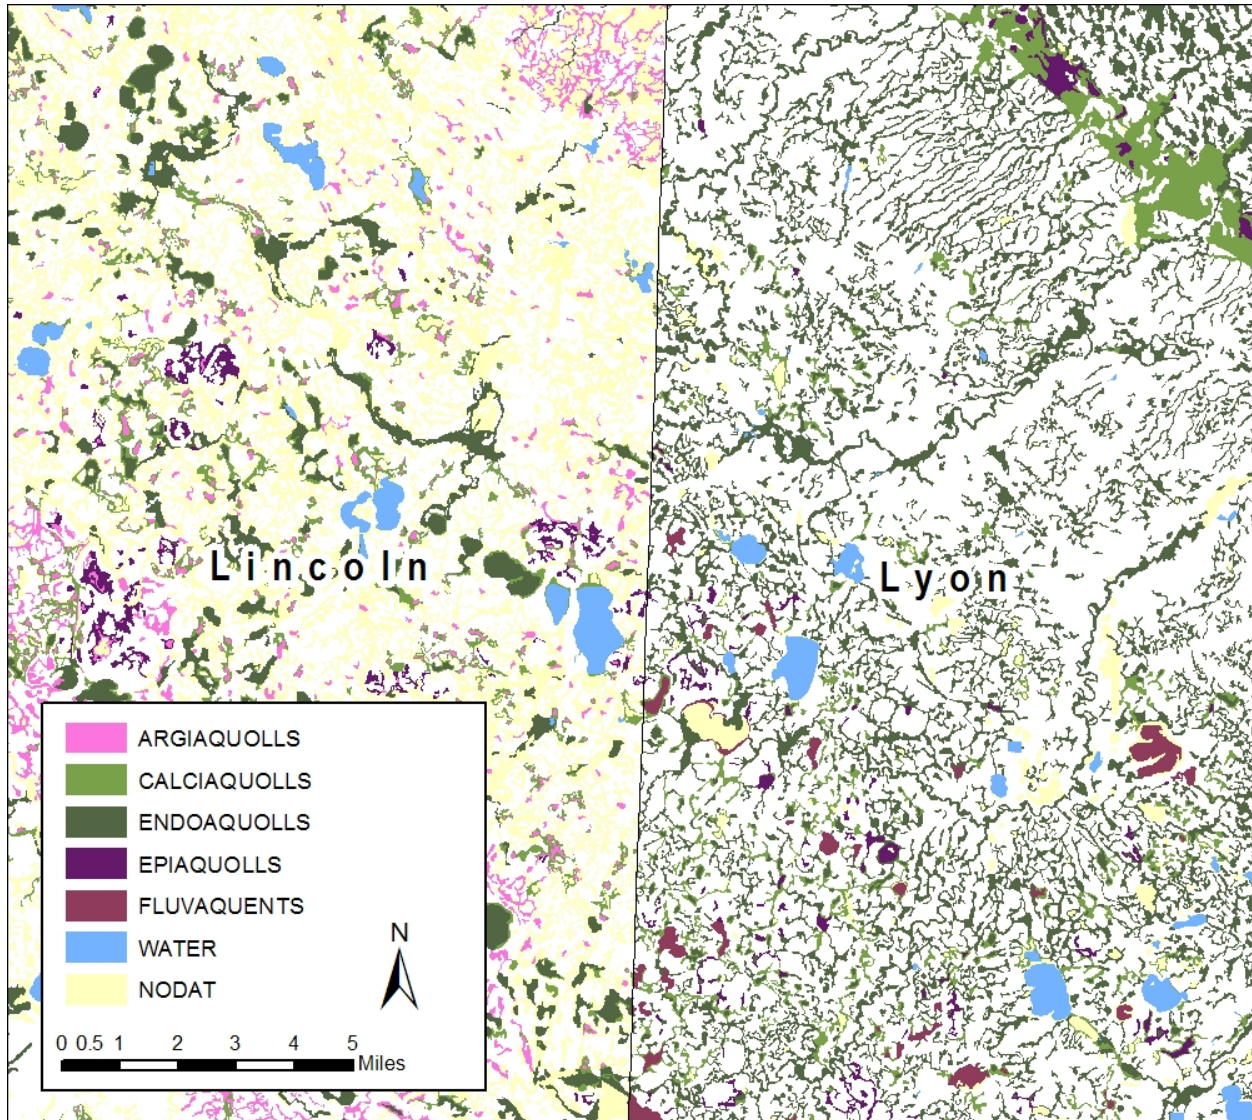 Lincoln
Lyon
ARGIAQUOLLS
CALCIAQUOLLS
ENDOAQUOLLS
EPIAQUOLLS
FLUVAQUENTS
WATER
NODAT
N
0 0.5 1 2 3 4 5
Miles